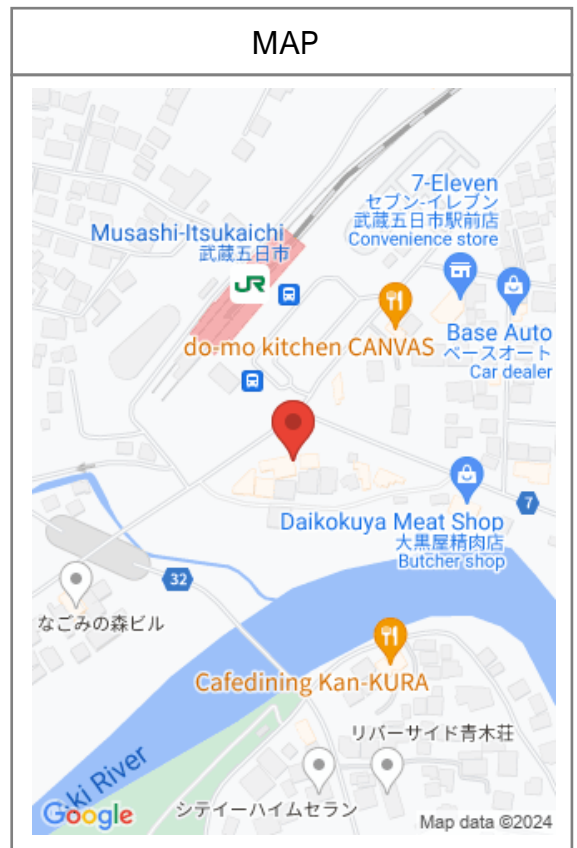 MAP
7-Eleven
セブン-イレブン
武蔵五日市駅前店
Convenience store
Musashi-Itsukaichi
武蔵五日市
JR
do-mo kitchen CANVAS
Base Auto
ベースオート
Car dealer
7
Daikokuya Meat Shop
大黒屋精肉店
Butcher shop
32
なごみの森ビル
Cafedining Kan-KURA
リバーサイド青木荘
iki River
シテイーハイムセラン
Google
Map data ©2024